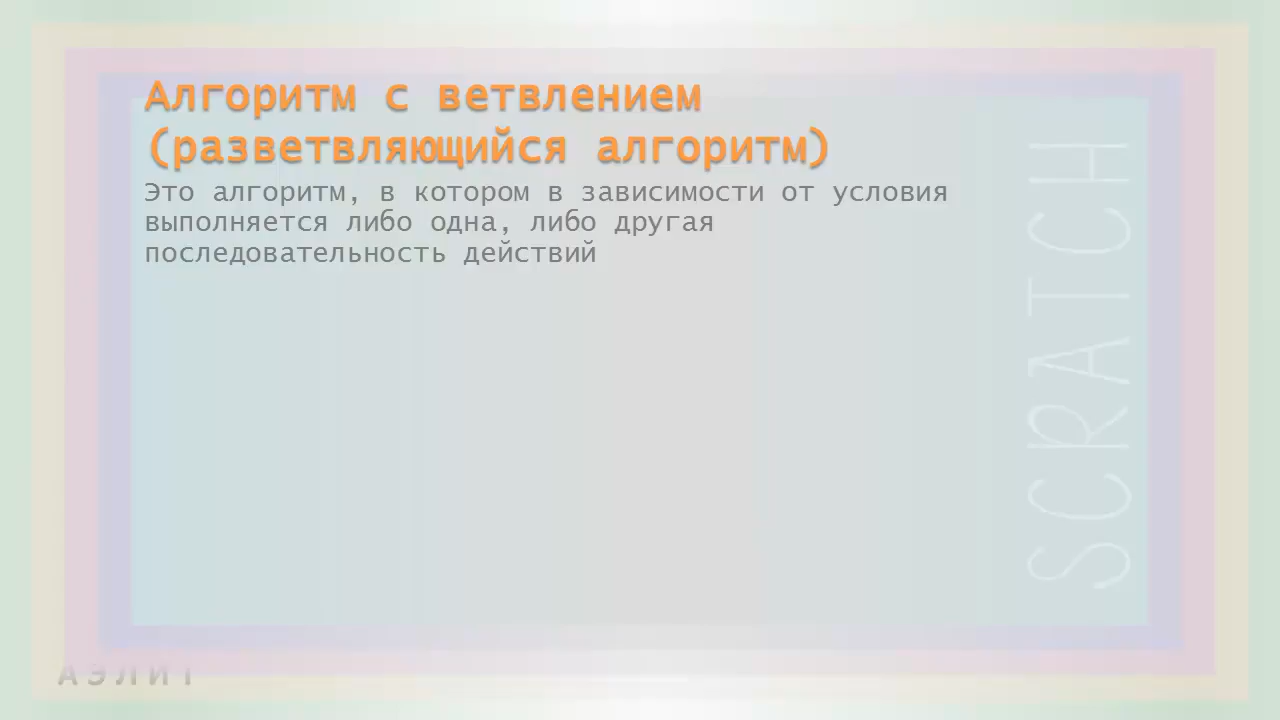 Алгоритм с ветвлением
(разветвляющийся алгоритм)
Это алгоритм, в котором в зависимости от условия
выполняется либо одна, либо другая
последовательность действий
SCRATCH